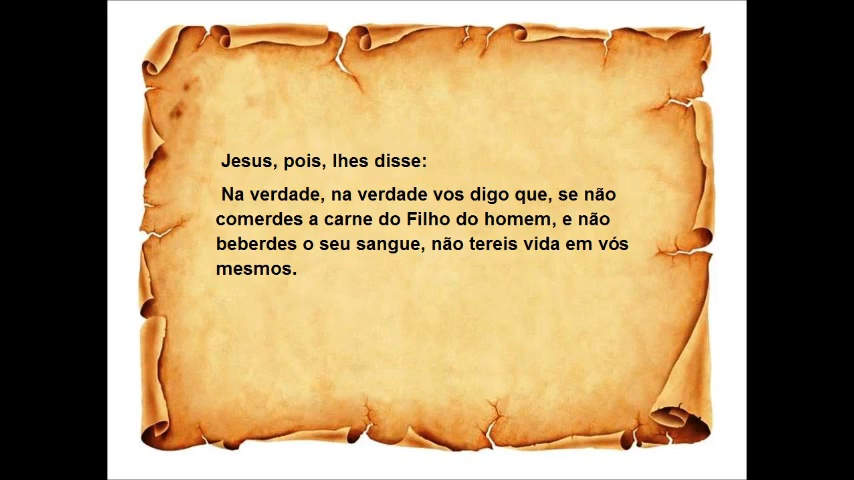 Jesus, pois, lhes disse:
Na verdade, na verdade vos digo que, se não
comerdes a carne do Filho do homem, e não
beberdes o seu sangue, não tereis vida em vós
mesmos.